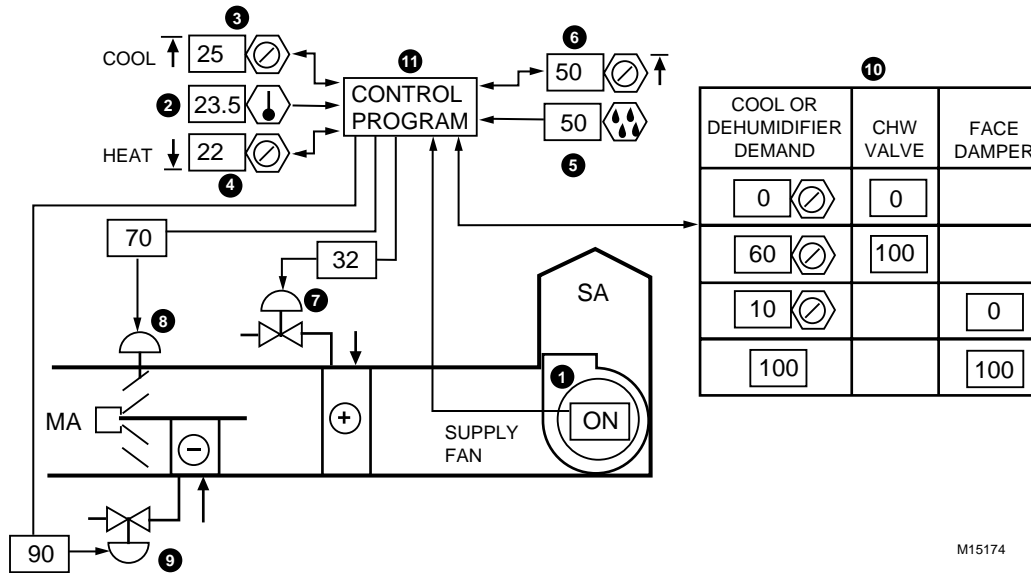 3
COOL
25
11
CONTROL
PROGRAM
6
50
10
2
23.5
50
5
HEAT
22
4
COOL OR
DEHUMIDIFIER
DEMAND
CHW
VALVE
FACE
DAMPER
0
0
60
100
10
0
100
100
70
32
7
8
SA
1
MA
+
−
SUPPLY
FAN
ON
90
9
M15174